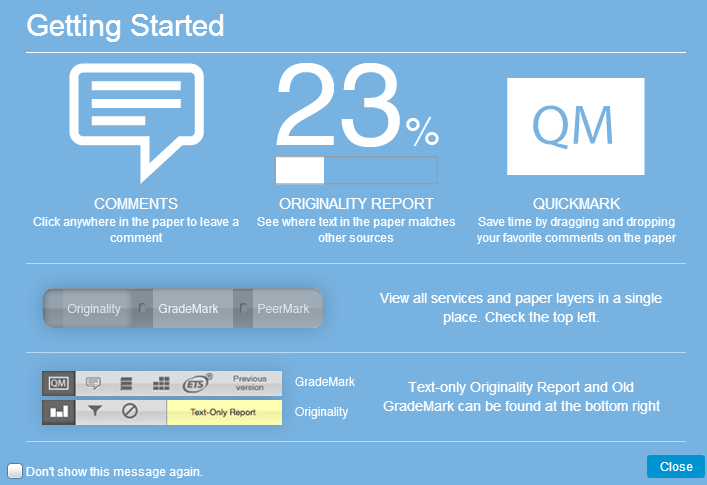 Getting Started
23%
QM
COMMENTS
Click anywhere in the paper to leave a
comment
ORIGINALITY REPORT
See where text in the paper matches
other sources
QUICKMARK
Save time by dragging and dropping
your favorite comments on the paper
Originality
GradeMark
PeerMark
View all services and paper layers in a single
place. Check the top left.
QM
ETS®
Previous
version
GradeMark
Text-Only Report
Originality
Text-only Originality Report and Old
GradeMark can be found at the bottom right
Don't show this message again.
Close